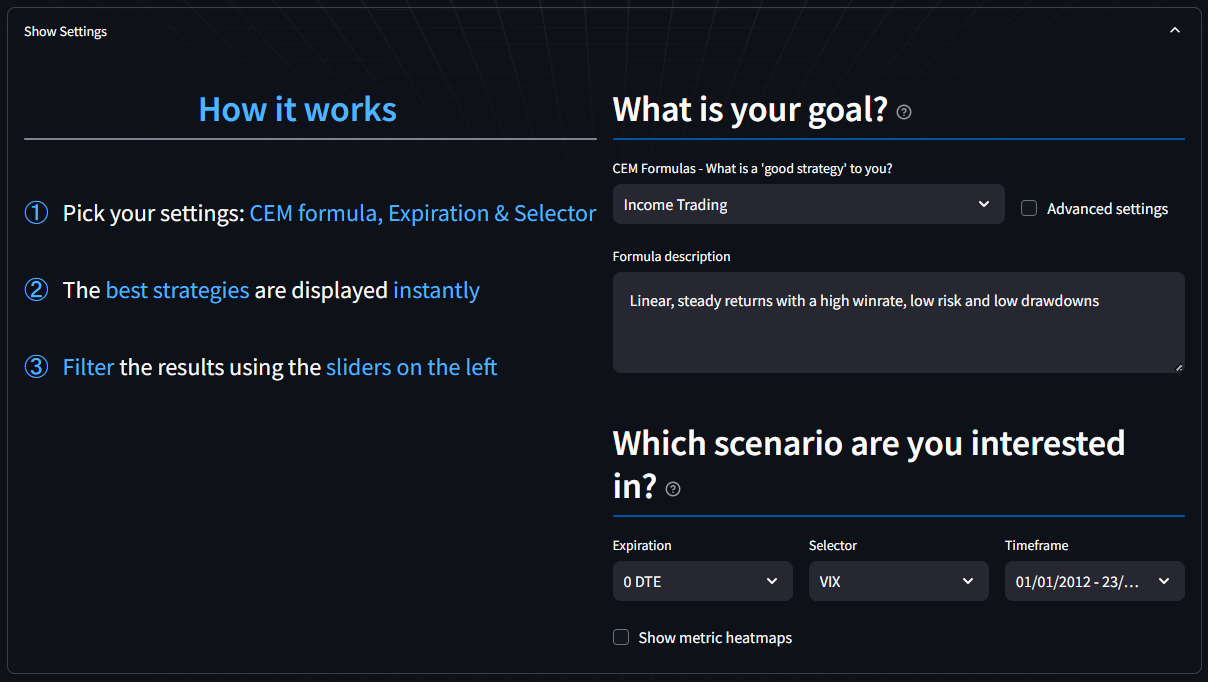 Show Settings
How it works
① Pick your settings: CEM formula, Expiration & Selector
② The best strategies are displayed instantly
③ Filter the results using the sliders on the left
What is your goal?
CEM Formulas - What is a 'good strategy' to you?
Income Trading
Advanced settings
Formula description
Linear, steady returns with a high winrate, low risk and low drawdowns
Which scenario are you interested
in?
Expiration
Selector
Timeframe
0 DTE
VIX
01/01/2012 - 23/...
Show metric heatmaps